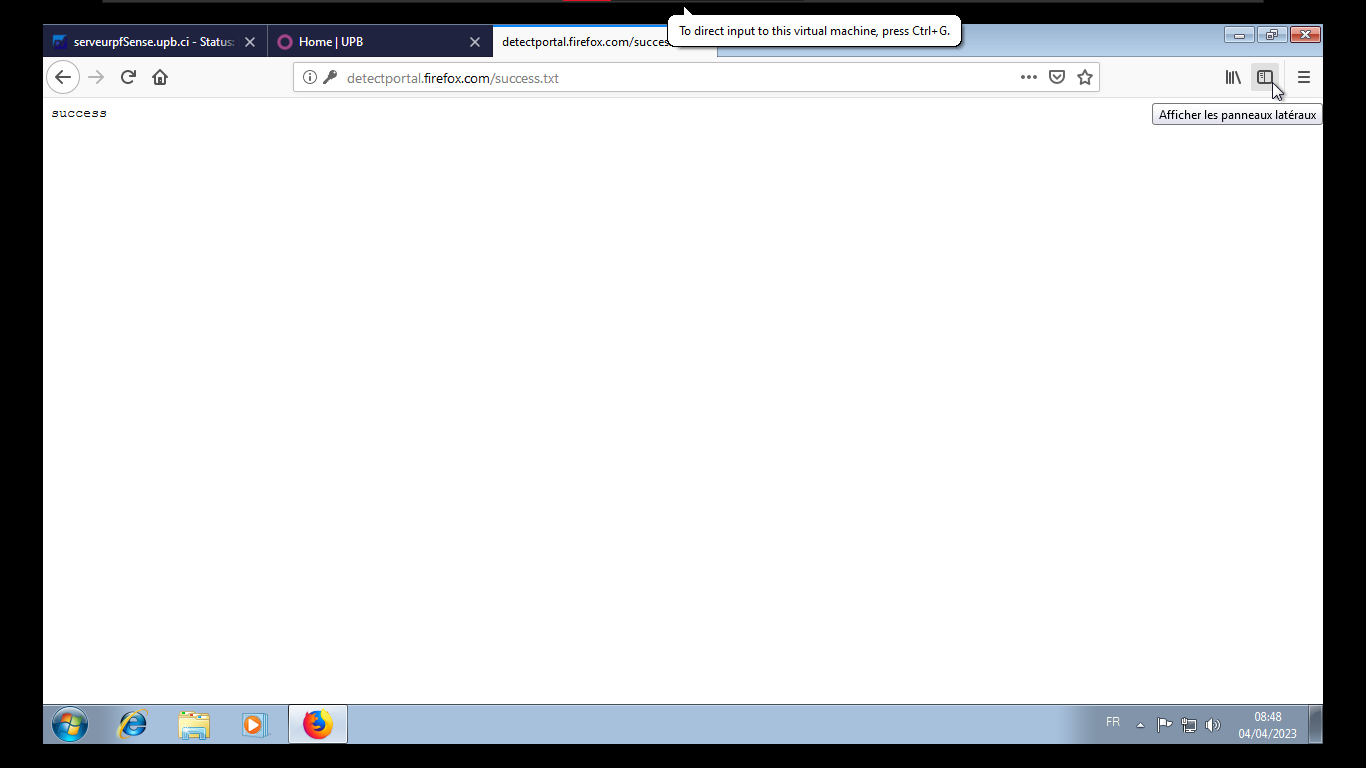 To direct input to this virtual machine, press Ctrl+G.
serveurpfSense.upb.ci - Status:
Home | UPB
detectportal.firefox.com/succes
detectportal.firefox.com/success.txt
success
Afficher les panneaux latéraux
FR
08:48
04/04/2023